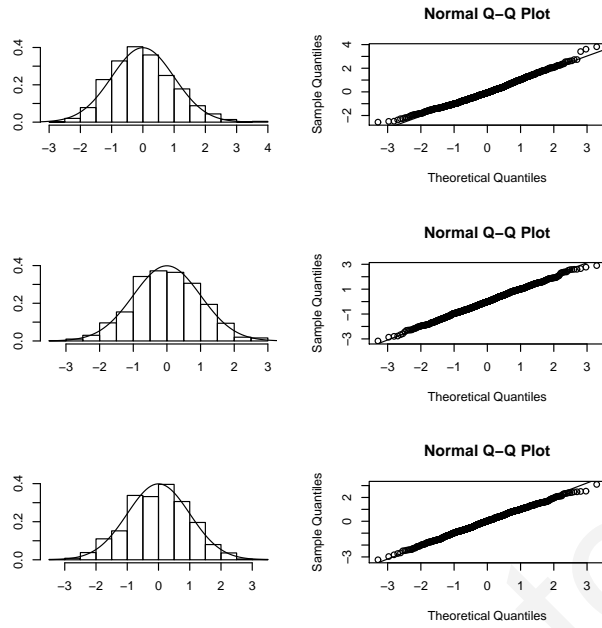 Normal Q−Q Plot
0.0 0.2 0.4
−3 −2 −1 0 1 2 3 4
Sample Quantiles
−2 0 2 4
−3 −2 −1 0 1 2 3
Theoretical Quantiles
Normal Q−Q Plot
0.0 0.2 0.4
−3 −2 −1 0 1 2 3
Sample Quantiles
−3 −1 1 3
−3 −2 −1 0 1 2 3
Theoretical Quantiles
Normal Q−Q Plot
0.0 0.2 0.4
−3 −2 −1 0 1 2 3
Sample Quantiles
−3 0 2
−3 −2 −1 0 1 2 3
Theoretical Quantiles